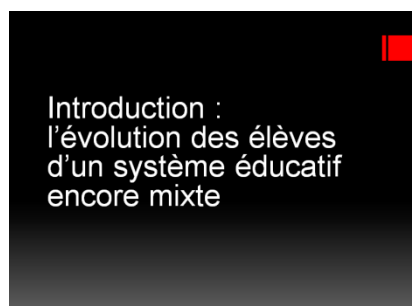 Introduction :
l’évolution des élèves
d’un système éducatif
encore mixte